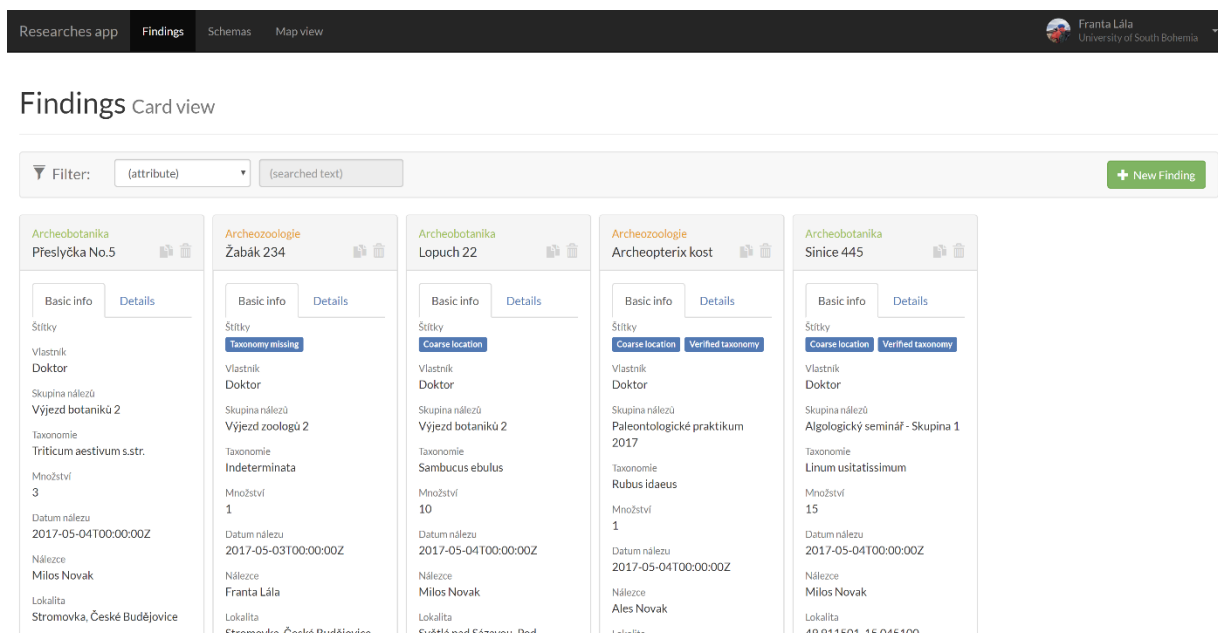 Researches app Findings Schemas Map view
Franta Lála
University of South Bohemia
Findings Card view
Filter: (attribute) (searched text) New Finding
Archeobotanika
Přeslyčka No.5
Basic info Details
Štítky
Vlastník
Doktor
Skupina nálezů
Výjezd botaniků 2
Taxonomie
Triticum aestivum s.str.
Množství
3
Datum nálezu
2017-05-04T00:00:00Z
Nálezce
Milos Novak
Lokalita
Stromovka, České Budějovice
Archeozoologie
Žabák 234
Basic info Details
Štítky
Taxonomy missing
Vlastník
Doktor
Skupina nálezů
Výjezd zoologů 2
Taxonomie
Indeterminata
Množství
1
Datum nálezu
2017-05-03T00:00:00Z
Nálezce
Franta Lála
Lokalita
Stromovka, České Budějovice
Archeobotanika
Lopuch 22
Basic info Details
Štítky
Coarse location
Vlastník
Doktor
Skupina nálezů
Výjezd botaniků 2
Taxonomie
Sambucus ebulus
Množství
10
Datum nálezu
2017-05-04T00:00:00Z
Nálezce
Milos Novak
Lokalita
Světlá nad Sázavou, Pod
Archeozoologie
Archeopterix kost
Basic info Details
Štítky
Coarse location Verified taxonomy
Vlastník
Doktor
Skupina nálezů
Paleontologické praktikum
2017
Taxonomie
Rubus idaeus
Množství
1
Datum nálezu
2017-05-04T00:00:00Z
Nálezce
Ales Novak
Lokalita
Archeobotanika
Sinice 445
Basic info Details
Štítky
Coarse location Verified taxonomy
Vlastník
Doktor
Skupina nálezů
Algologický seminář - Skupina 1
Taxonomie
Linum usitatissimum
Množství
15
Datum nálezu
2017-05-04T00:00:00Z
Nálezce
Milos Novak
Lokalita